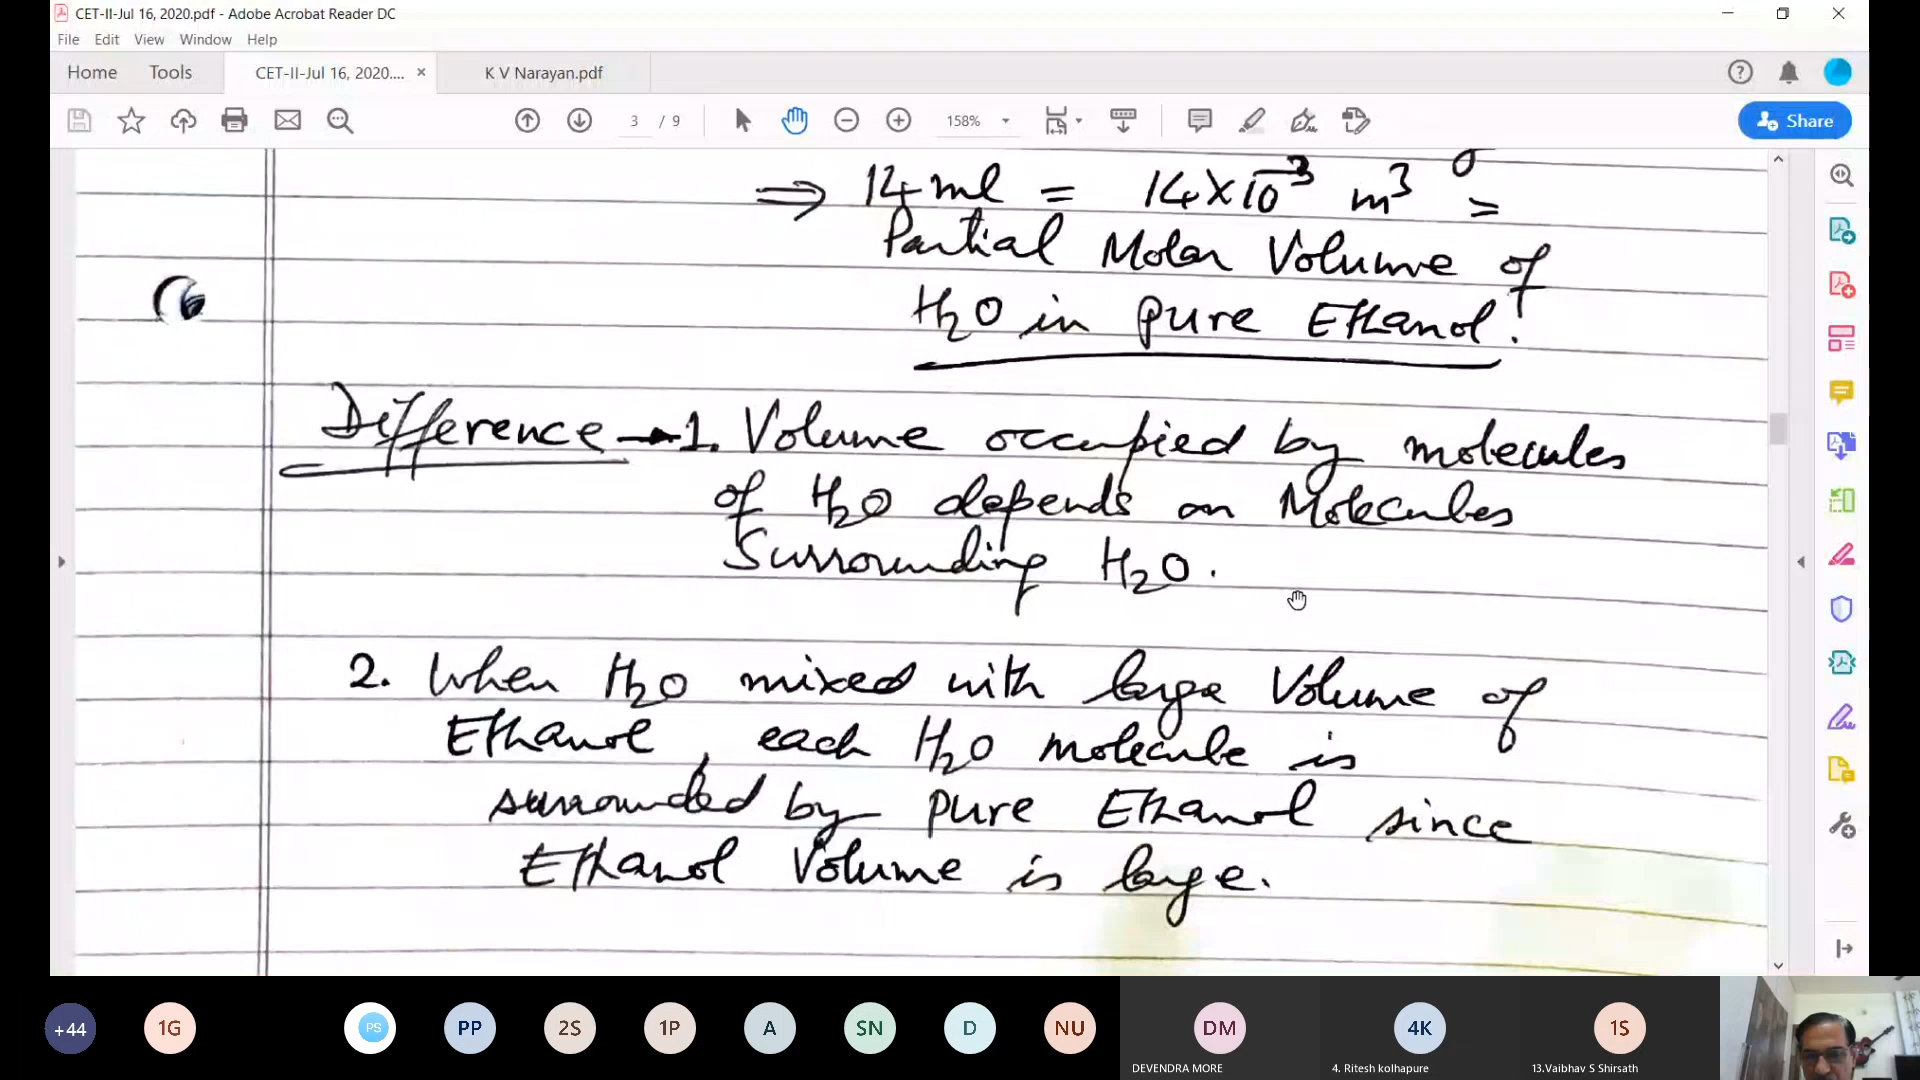 CET-II-Jul 16, 2020.pdf - Adobe Acrobat Reader DC
File Edit View Window Help
Home Tools CET-II-Jul 16, 2020.... × K V Narayan.pdf
3 / 9 158% Share
⇒ 14 ml = 14×10⁻³ m³ =
Partial Molar Volume of
H₂O in pure Ethanol!
Difference → 1. Volume occupied by molecules
of H₂O depends on Molecules
Surrounding H₂O.
2. When H₂O mixed with large Volume of
Ethanol, each H₂O molecule is
surrounded by pure Ethanol since
Ethanol Volume is large.
+44 1G PS PP 2S 1P A SN D NU DM 4K 1S
DEVENDRA MORE 4. Ritesh kolhapure 13.Vaibhav S Shirsath